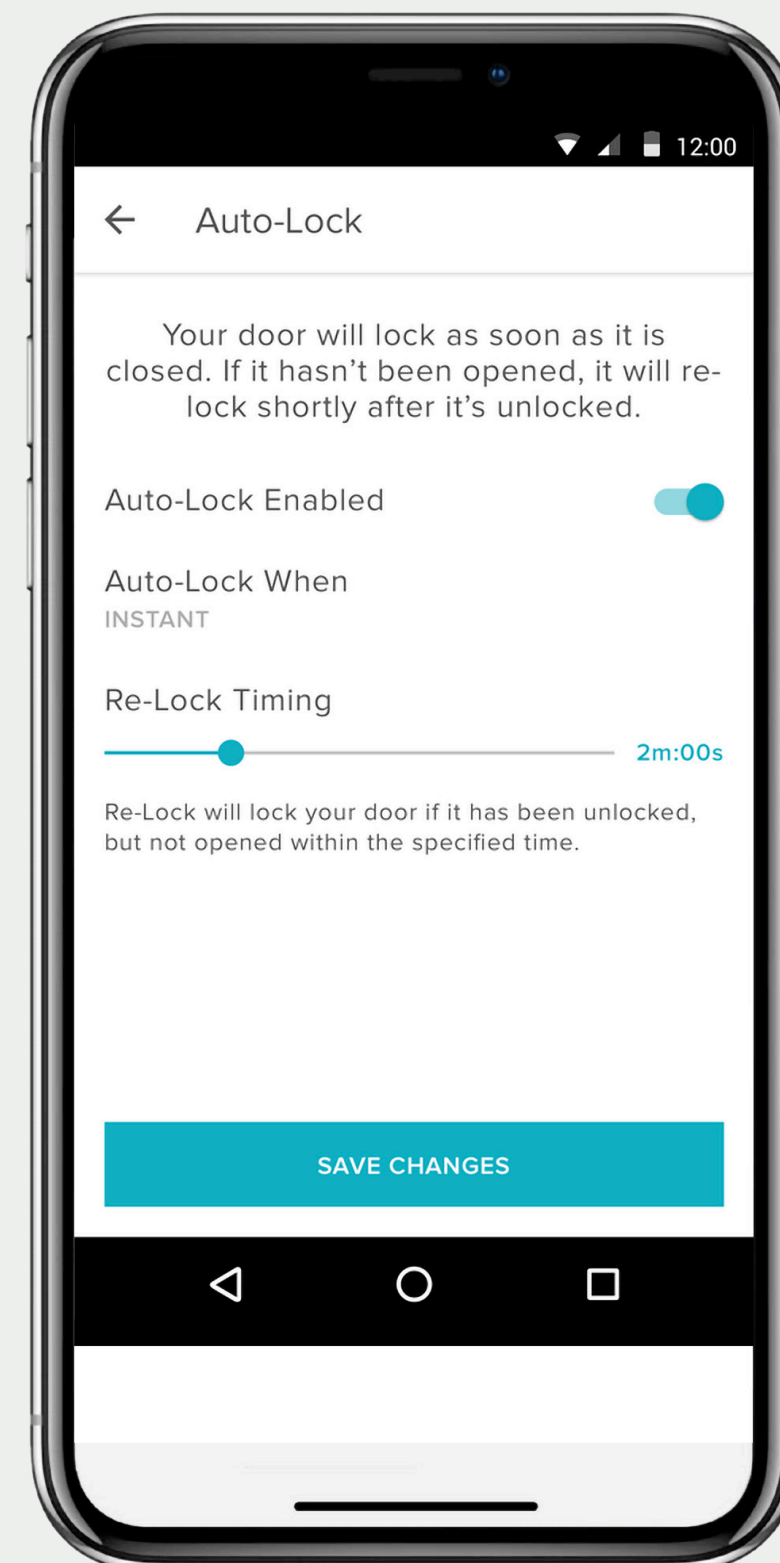 12:00
Auto-Lock
Your door will lock as soon as it is
closed. If it hasn’t been opened, it will re-
lock shortly after it’s unlocked.
Auto-Lock Enabled
Auto-Lock When
INSTANT
Re-Lock Timing
2m:00s
Re-Lock will lock your door if it has been unlocked,
but not opened within the specified time.
SAVE CHANGES